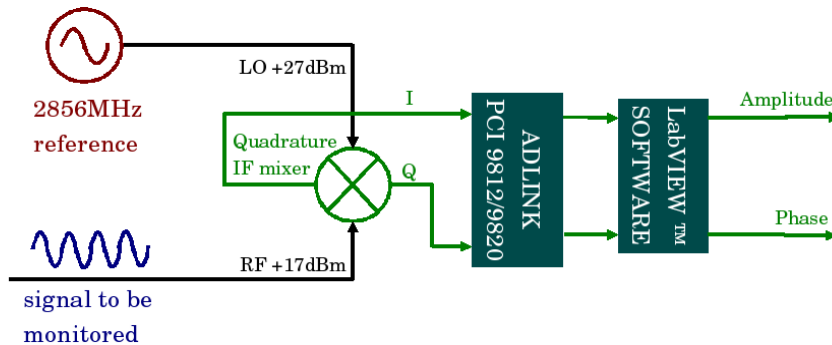 2856MHz
reference
LO +27dBm
I
Quadrature
IF mixer
Q
RF +17dBm
signal to be
monitored
ADLINK
PCI 9812/9820
LabVIEW ™
SOFTWARE
Amplitude
Phase